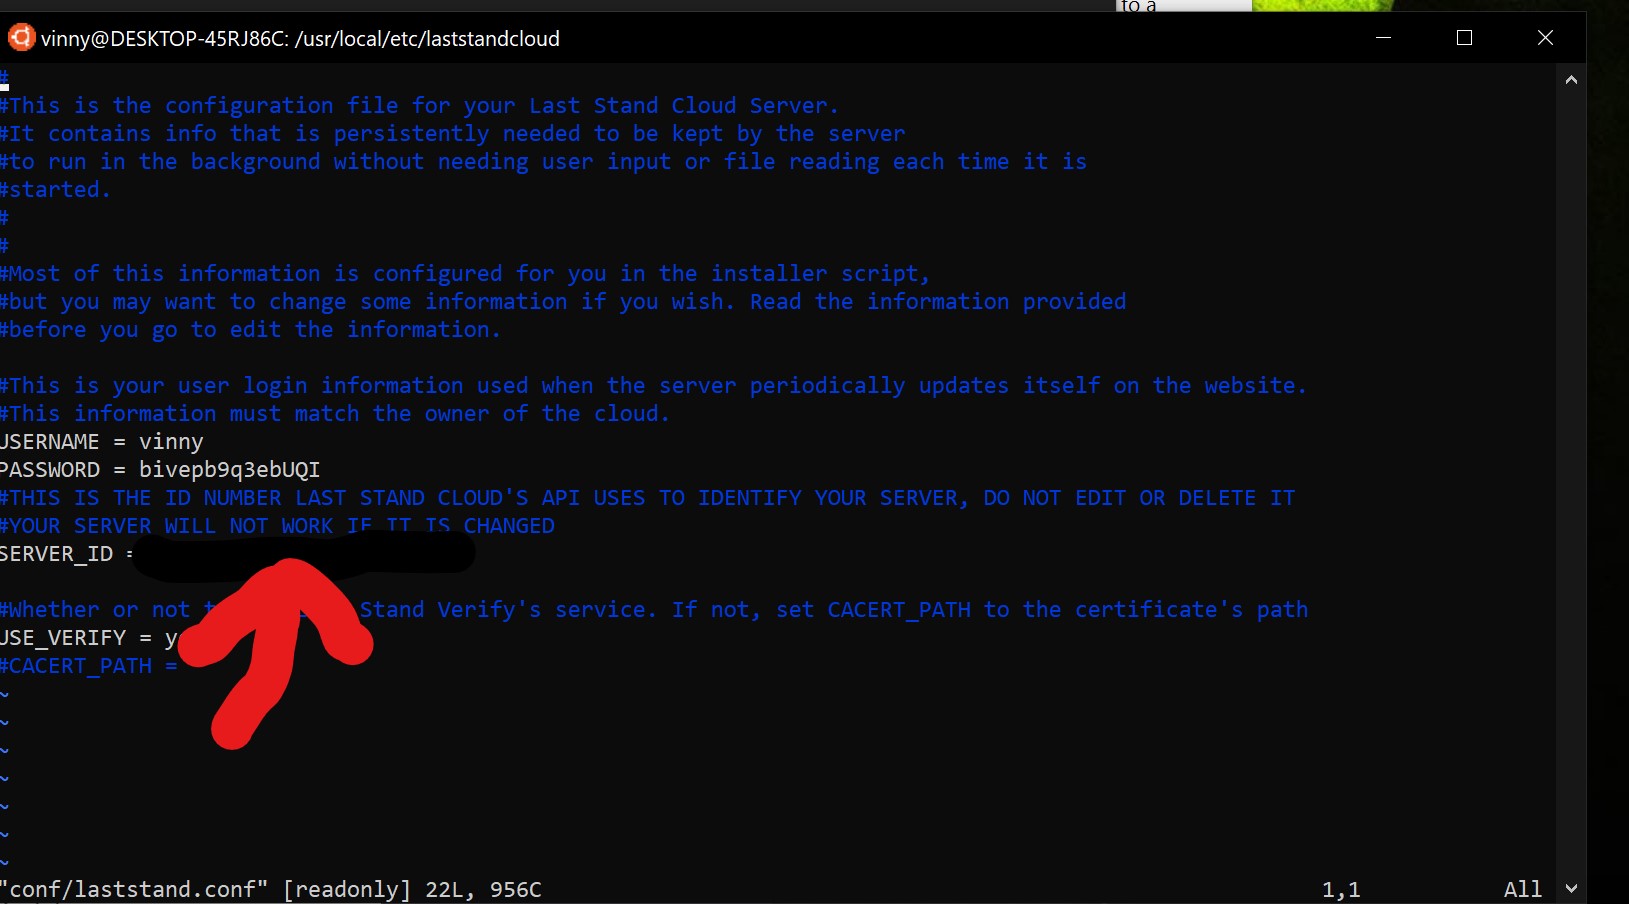 to a
vinny@DESKTOP-45RJ86C: /usr/local/etc/laststandcloud
#
#This is the configuration file for your Last Stand Cloud Server.
#It contains info that is persistently needed to be kept by the server
#to run in the background without needing user input or file reading each time it is
#started.
#
#
#Most of this information is configured for you in the installer script,
#but you may want to change some information if you wish. Read the information provided
#before you go to edit the information.
#This is your user login information used when the server periodically updates itself on the website.
#This information must match the owner of the cloud.
USERNAME = vinny
PASSWORD = bivepb9q3ebUQI
#THIS IS THE ID NUMBER LAST STAND CLOUD'S API USES TO IDENTIFY YOUR SERVER, DO NOT EDIT OR DELETE IT
#YOUR SERVER WILL NOT WORK IF IT IS CHANGED
SERVER_ID =
#Whether or not Stand Verify's service. If not, set CACERT_PATH to the certificate's path
USE_VERIFY = y
#CACERT_PATH =
~
~
~
~
~
~
~
"conf/laststand.conf" [readonly] 22L, 956C 1,1 All